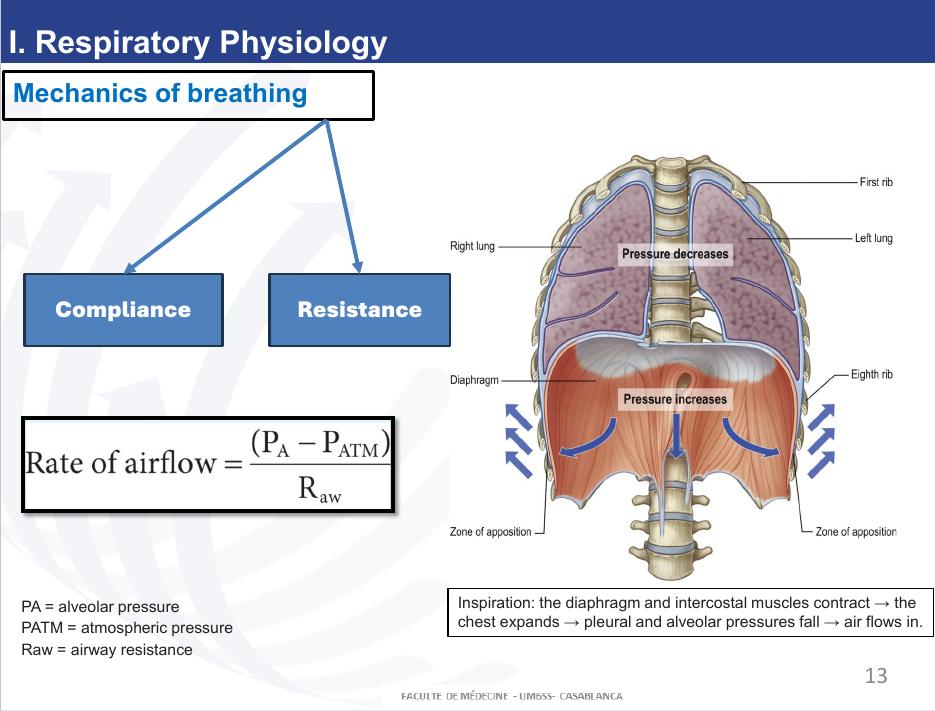 I. Respiratory Physiology
Mechanics of breathing
Compliance
Resistance
Rate of airflow = (P_A – P_ATM) / R_aw
PA = alveolar pressure
PATM = atmospheric pressure
Raw = airway resistance
First rib
Right lung
Left lung
Pressure decreases
Diaphragm
Eighth rib
Pressure increases
Zone of apposition
Zone of apposition
Inspiration: the diaphragm and intercostal muscles contract → the
chest expands → pleural and alveolar pressures fall → air flows in.
13
FACULTE DE MÉDECINE - UM6SS- CASABLANCA